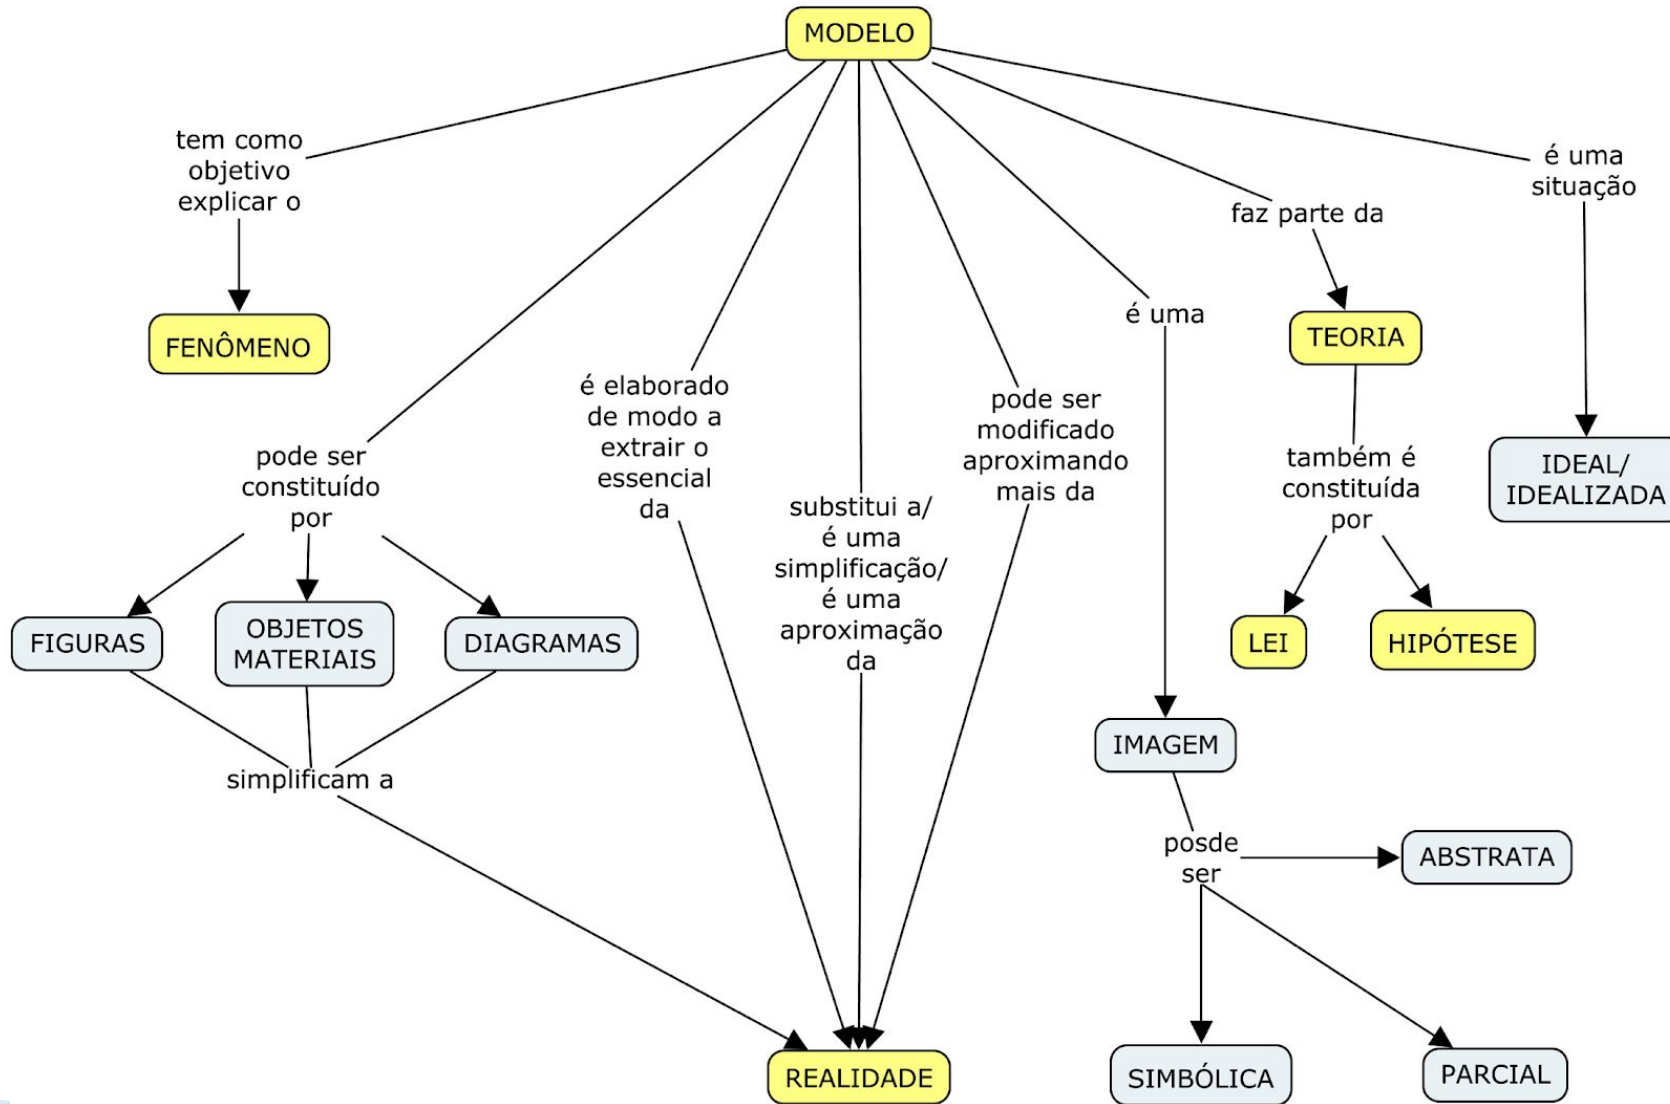 MODELO
tem como
objetivo
explicar o
é uma
situação
faz parte da
FENÔMENO
é uma
TEORIA
é elaborado
de modo a
extrair o
essencial
da
pode ser
modificado
aproximando
mais da
pode ser
constituído
por
também é
constituída
por
IDEAL/
IDEALIZADA
substitui a/
é uma
simplificação/
é uma
aproximação
da
FIGURAS
OBJETOS
MATERIAIS
DIAGRAMAS
LEI
HIPÓTESE
IMAGEM
simplificam a
posde
ser
ABSTRATA
REALIDADE
SIMBÓLICA
PARCIAL